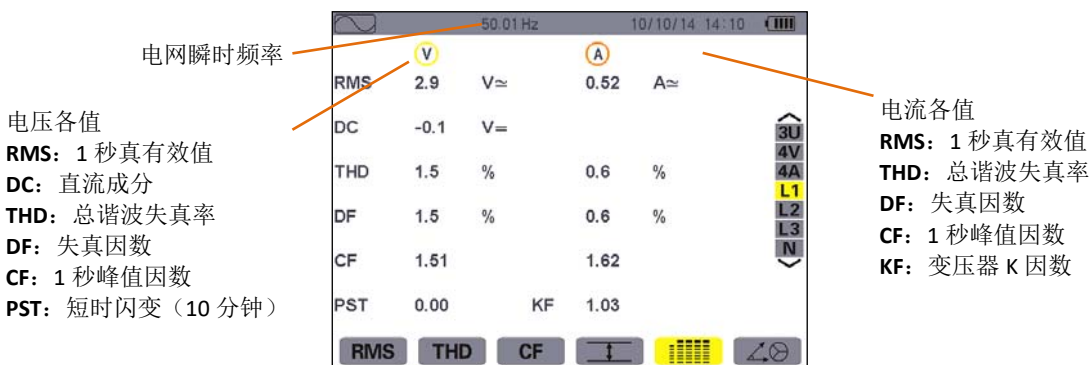 50.01 Hz 10/10/14 14:10
电网瞬时频率
V A
RMS 2.9 V≃ 0.52 A≃
DC -0.1 V=
THD 1.5 % 0.6 %
DF 1.5 % 0.6 %
CF 1.51 1.62
PST 0.00 KF 1.03
3U
4V
4A
L1
L2
L3
N
RMS THD CF
电压各值
RMS：1 秒真有效值
DC：直流成分
THD：总谐波失真率
DF：失真因数
CF：1 秒峰值因数
PST：短时闪变（10 分钟）
电流各值
RMS：1 秒真有效值
THD：总谐波失真率
DF：失真因数
CF：1 秒峰值因数
KF：变压器 K 因数